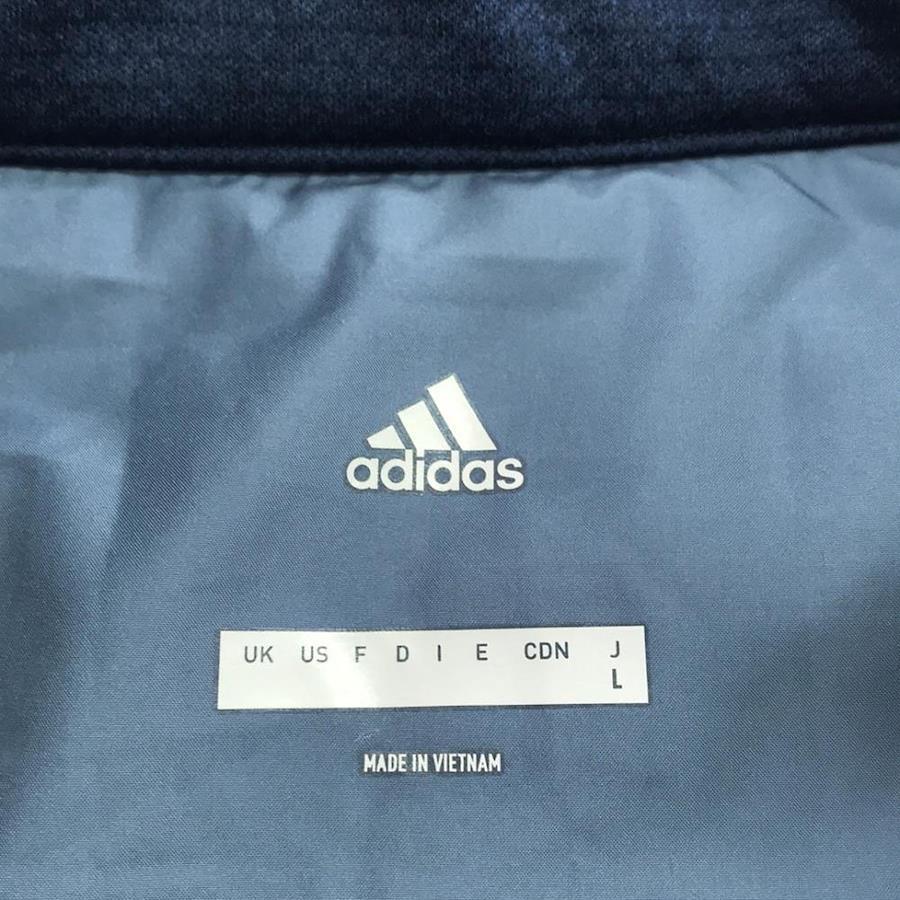 adidas
UK US F D I E CDN J
L
MADE IN VIETNAM